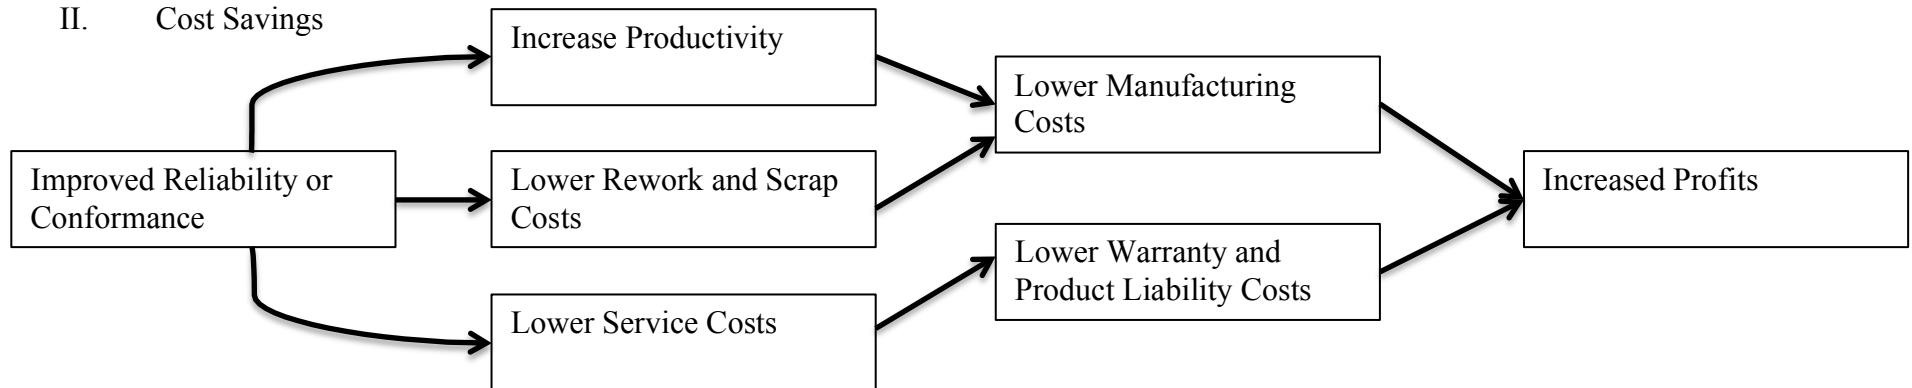 II. Cost Savings
Increase Productivity
Lower Manufacturing
Costs
Improved Reliability or
Conformance
Lower Rework and Scrap
Costs
Increased Profits
Lower Warranty and
Product Liability Costs
Lower Service Costs